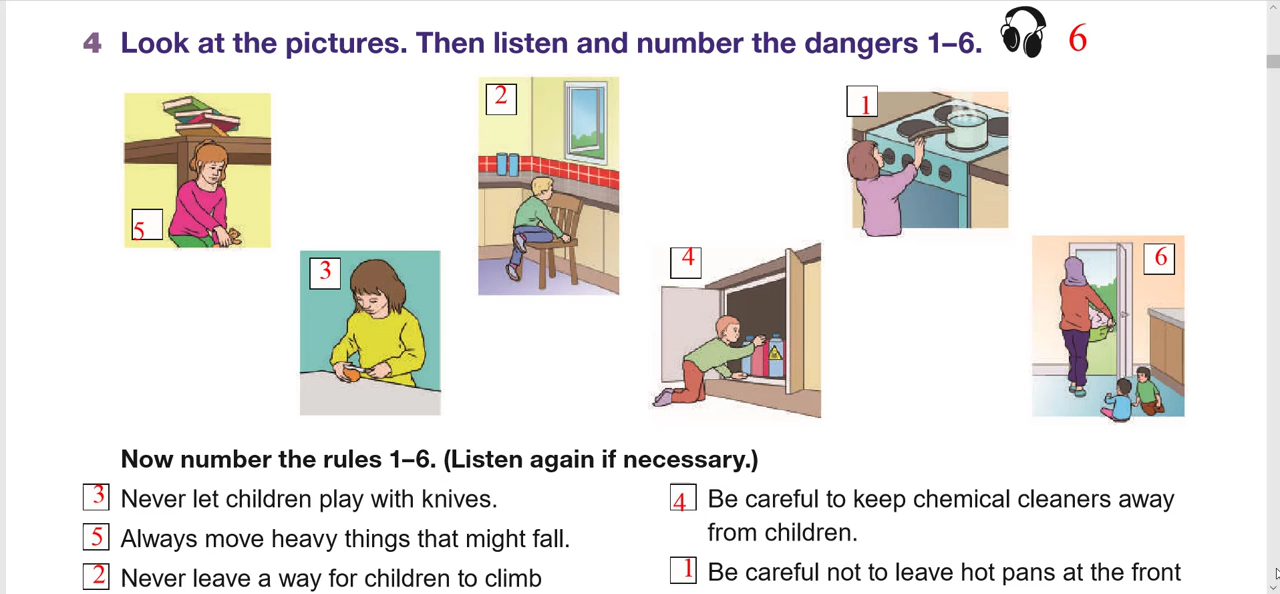 4 Look at the pictures. Then listen and number the dangers 1–6. 6
5
2
1
3
4
6
Now number the rules 1–6. (Listen again if necessary.)
3 Never let children play with knives.
5 Always move heavy things that might fall.
2 Never leave a way for children to climb
4 Be careful to keep chemical cleaners away
from children.
1 Be careful not to leave hot pans at the front